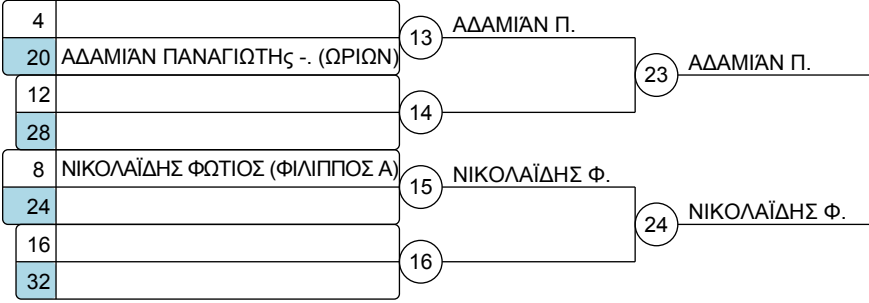 4
13 ΑΔΑΜΙΆΝ Π.
20 ΑΔΑΜΙΆΝ ΠΑΝΑΓΙΩΤΗς -. (ΩΡΙΩΝ)
23 ΑΔΑΜΙΆΝ Π.
12
14
28
8 ΝΙΚΟΛΑΪΔΗΣ ΦΩΤΙΟΣ (ΦΙΛΙΠΠΟΣ Α)
15 ΝΙΚΟΛΑΪΔΗΣ Φ.
24
24 ΝΙΚΟΛΑΪΔΗΣ Φ.
16
16
32